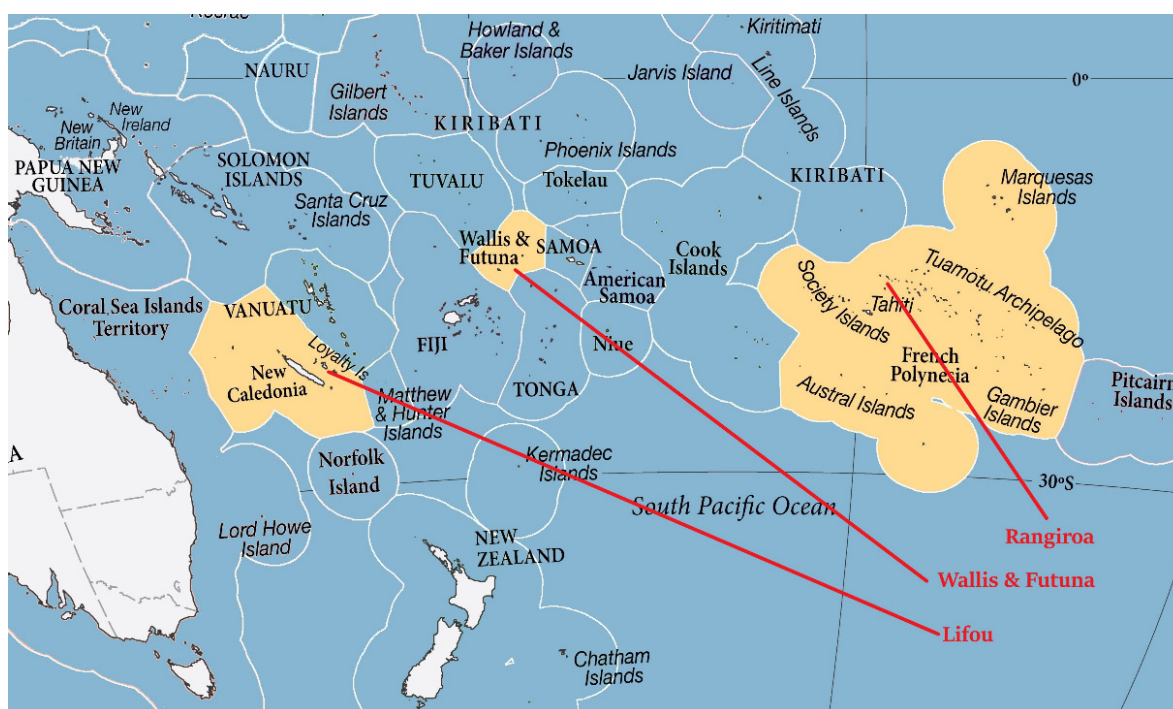 Howland &
Baker Islands
Kiritimati
NAURU
Gilbert
Islands
Jarvis Island
Line Islands
0º
New
Ireland
New
Britain
KIRIBATI
PAPUA NEW
GUINEA
SOLOMON
ISLANDS
Phoenix Islands
TUVALU
Tokelau
KIRIBATI
Marquesas
Islands
Santa Cruz
Islands
Wallis &
Futuna
SAMOA
Cook
Islands
American
Samoa
Society Islands
Tuamotu Archipelago
Tahiti
Coral Sea Islands
Territory
VANUATU
FIJI
Niue
Loyalty Is
New
Caledonia
French
Polynesia
TONGA
Matthew
& Hunter
Islands
Austral Islands
Gambier
Islands
Pitcairn
Islands
A
Norfolk
Island
Kermadec
Islands
30ºS
South Pacific Ocean
Lord Howe
Island
NEW
ZEALAND
Rangiroa
Wallis & Futuna
Lifou
Chatham
Islands